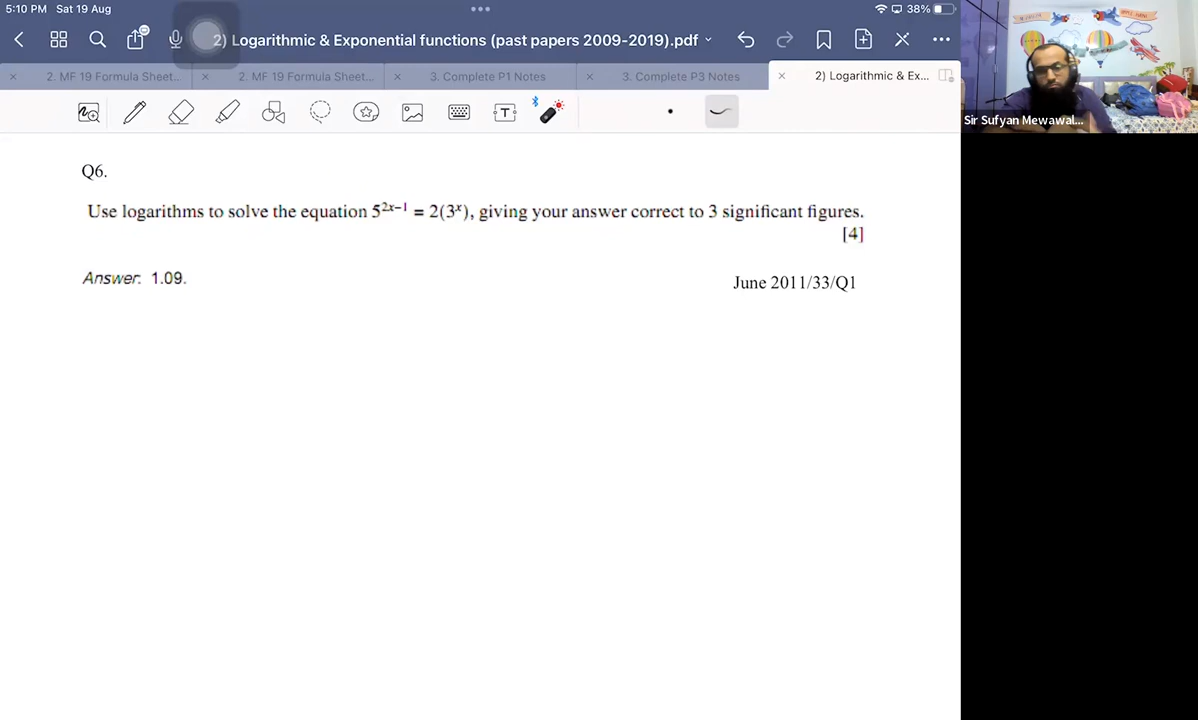 5:10 PM Sat 19 Aug
38%
2) Logarithmic & Exponential functions (past papers 2009-2019).pdf
2. MF 19 Formula Sheet...
2. MF 19 Formula Sheet...
3. Complete P1 Notes
3. Complete P3 Notes
2) Logarithmic & Ex...
T
Sir Sufyan Mewawal...
Q6.
Use logarithms to solve the equation 5²ˣ⁻¹ = 2(3ˣ), giving your answer correct to 3 significant figures.
[4]
Answer: 1.09.
June 2011/33/Q1